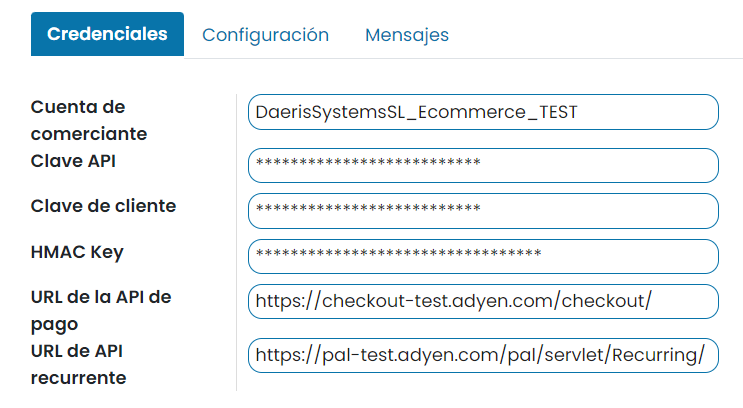 Credenciales Configuración Mensajes
Cuenta de comerciante DaerisSystemsSL_Ecommerce_TEST
Clave API **************************
Clave de cliente **************************
HMAC Key *********************************
URL de la API de pago https://checkout-test.adyen.com/checkout/
URL de API recurrente https://pal-test.adyen.com/pal/servlet/Recurring/